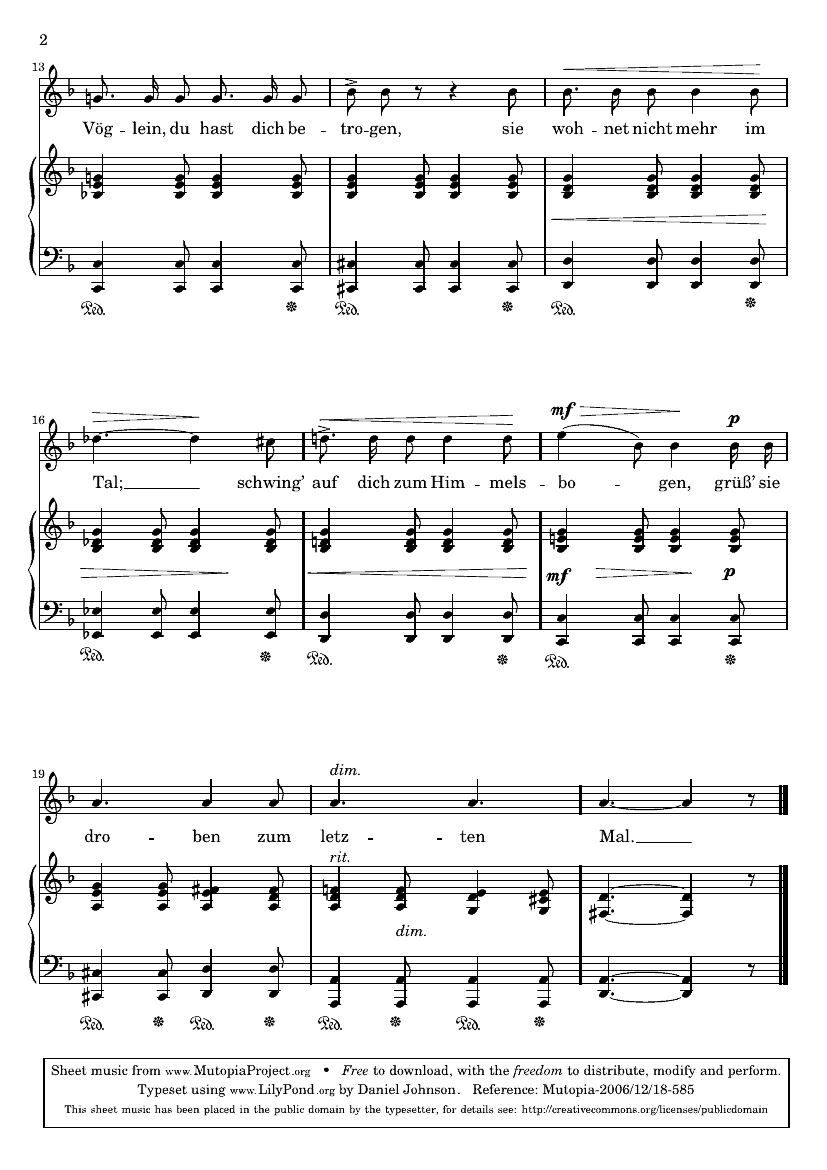 2
13
Vög - lein, du hast dich be - tro - gen, sie woh - net nicht mehr im
16
mf p
Tal; schwing’ auf dich zum Him - mels - bo - gen, grüß’ sie
mf p
19
dim.
dro - ben zum letz - - ten Mal.
rit.
dim.
Sheet music from www.MutopiaProject.org • Free to download, with the freedom to distribute, modify and perform.
Typeset using www.LilyPond.org by Daniel Johnson. Reference: Mutopia-2006/12/18-585
This sheet music has been placed in the public domain by the typesetter, for details see: http://creativecommons.org/licenses/publicdomain